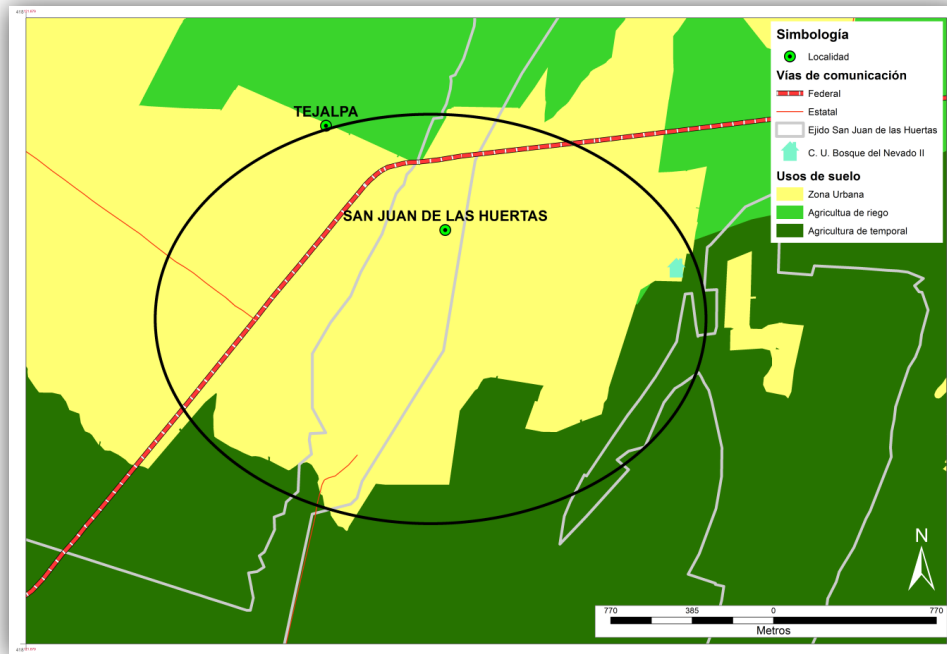 TEJALPA
SAN JUAN DE LAS HUERTAS
Simbología
Localidad
Vías de comunicación
Federal
Estatal
Ejido San Juan de las Huertas
C. U. Bosque del Nevado II
Usos de suelo
Zona Urbana
Agricultua de riego
Agricultura de temporal
N
770 385 0 770
Metros